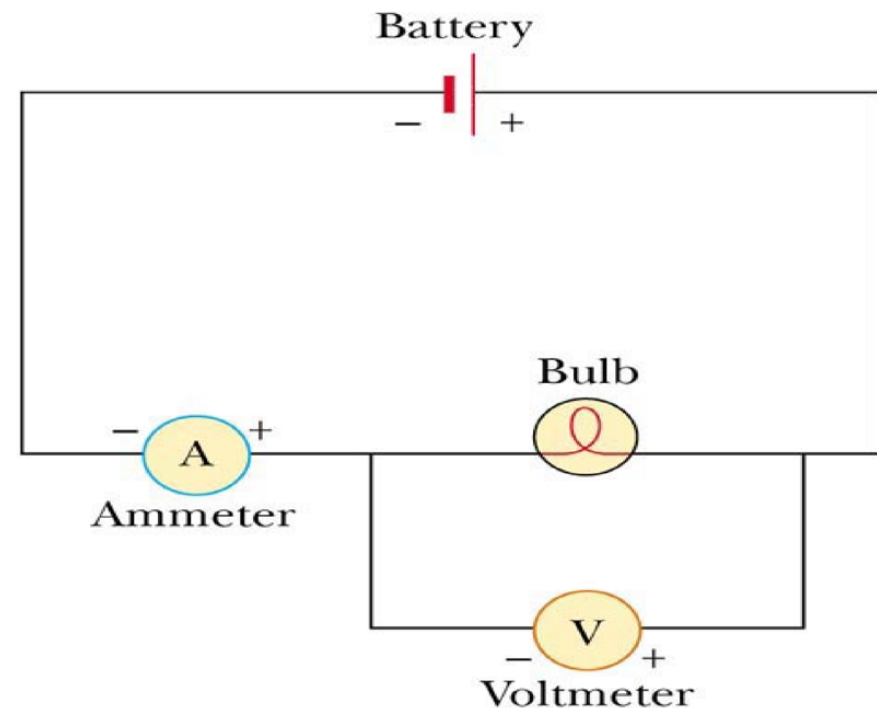 Battery
− +
Bulb
− +
A
Ammeter
V
− +
Voltmeter